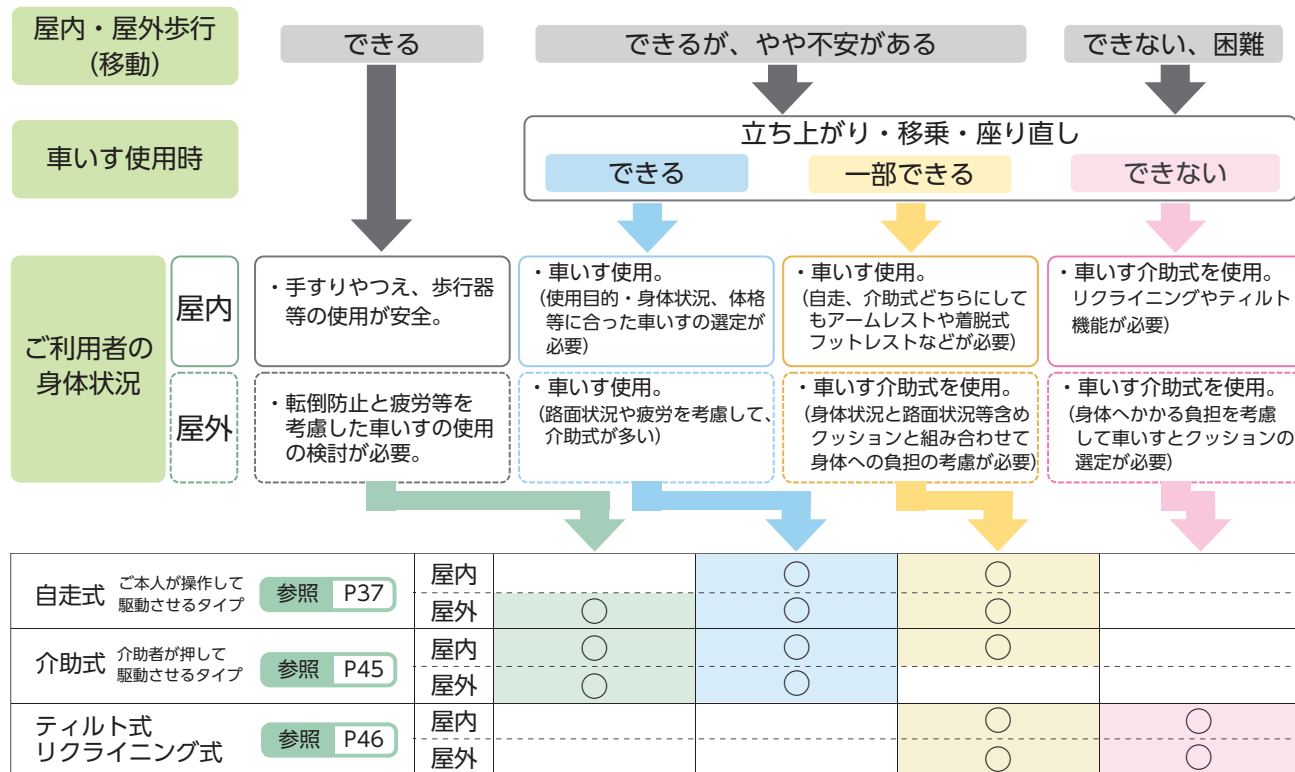 屋内・屋外歩行
(移動)
できる
できるが、やや不安がある
できない、困難
車いす使用時
立ち上がり・移乗・座り直し
できる
一部できる
できない
ご利用者の
身体状況
屋内
・手すりやつえ、歩行器
等の使用が安全。
・車いす使用。
(使用目的・身体状況、体格
等に合った車いすの選定が
必要)
・車いす使用。
(自走、介助式どちらにして
もアームレストや着脱式
フットレストなどが必要)
・車いす介助式を使用。
リクライニングやティルト
機能が必要)
屋外
・転倒防止と疲労等を
考慮した車いすの使用
の検討が必要。
・車いす使用。
(路面状況や疲労を考慮して、
介助式が多い)
・車いす介助式を使用。
(身体状況と路面状況等含め
クッションと組み合わせて
身体への負担の考慮が必要)
・車いす介助式を使用。
(身体へかかる負担を考慮
して車いすとクッションの
選定が必要)
自走式 ご本人が操作して
駆動させるタイプ
参照 P37
屋内 ○ ○
屋外 ○ ○ ○
介助式 介助者が押して
駆動させるタイプ
参照 P45
屋内 ○ ○ ○
屋外 ○ ○
ティルト式
リクライニング式
参照 P46
屋内 ○ ○
屋外 ○ ○